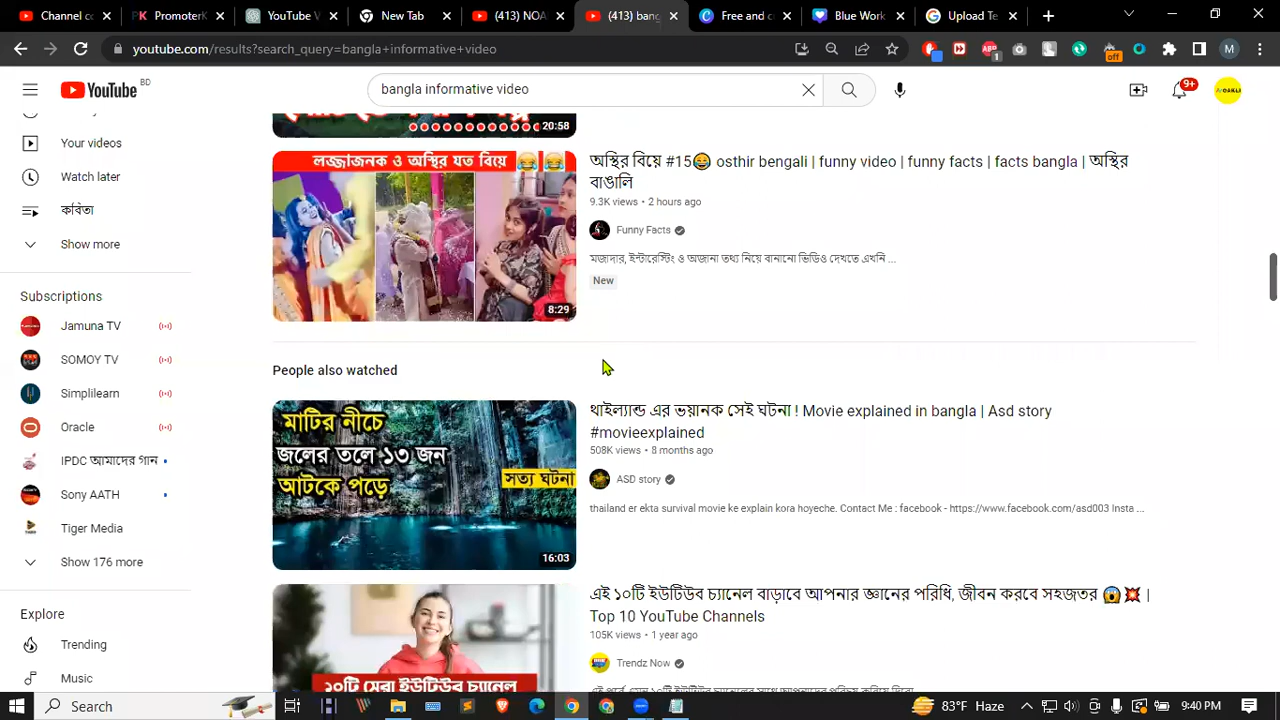 Channel c
PromoterK
YouTube V
New Tab
(413) NOA
(413) bang
Free and c
Blue Work
Upload Te
youtube.com/results?search_query=bangla+informative+video
1
off
M
YouTube BD
bangla informative video
9+
Your videos
Watch later
কবিতা
Show more
Subscriptions
Jamuna TV
SOMOY TV
Simplilearn
Oracle
IPDC আমাদের গান
Sony AATH
Tiger Media
Show 176 more
Explore
Trending
Music
20:58
লজ্জাজনক ও অস্থির যত বিয়ে
8:29
অস্থির বিয়ে #15😂 osthir bengali | funny video | funny facts | facts bangla | অস্থির
বাঙালি
9.3K views • 2 hours ago
Funny Facts
মজাদার, ইন্টারেস্টিং ও অজানা তথ্য নিয়ে বানানো ভিডিও দেখতে এখনি ...
New
People also watched
মাটির নীচে
জলের তলে ১৩ জন
আটকে পড়ে
সত্য ঘটনা
16:03
থাইল্যান্ড এর ভয়ানক সেই ঘটনা ! Movie explained in bangla | Asd story
#movieexplained
508K views • 8 months ago
ASD story
thailand er ekta survival movie ke explain kora hoyeche. Contact Me : facebook - https://www.facebook.com/asd003 Insta ...
১০টি সেরা ইউটিউব চ্যানেল
এই ১০টি ইউটিউব চ্যানেল বাড়াবে আপনার জ্ঞানের পরিধি, জীবন করবে সহজতর 😱💥 |
Top 10 YouTube Channels
105K views • 1 year ago
Trendz Now
Search
83°F Haze
9:40 PM